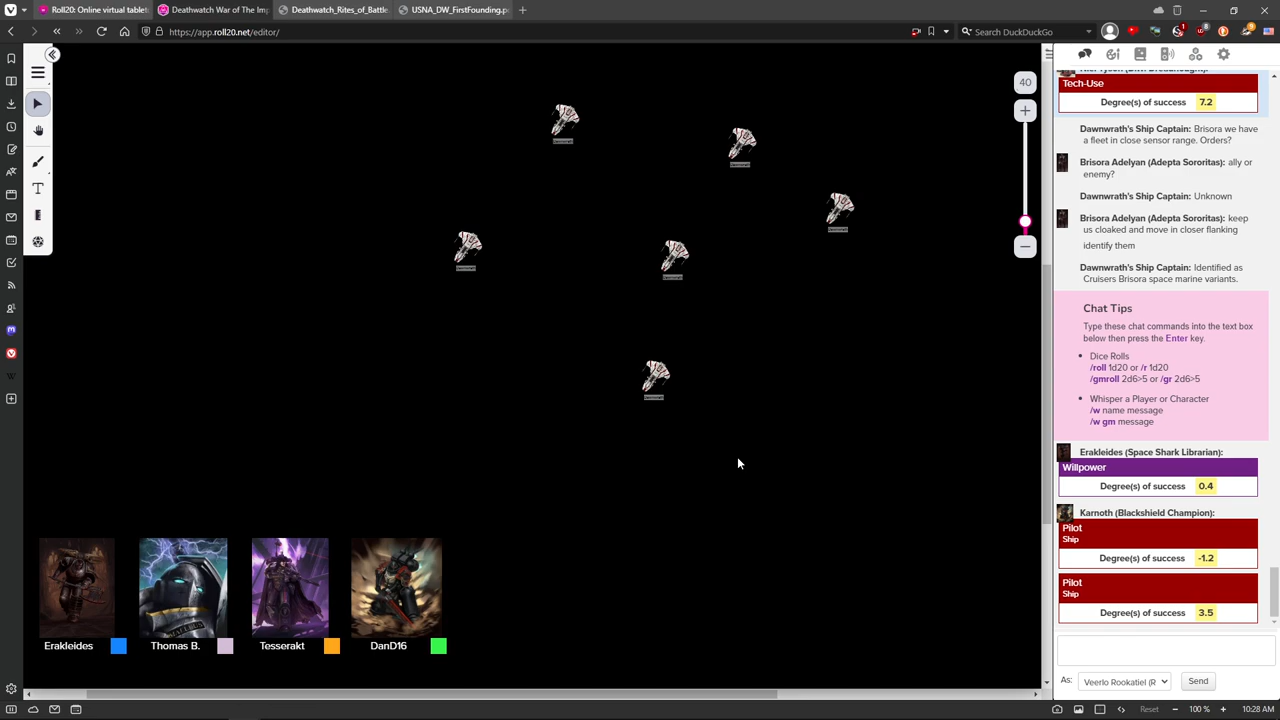 Roll20: Online virtual tablet
Deathwatch War of The Imp
Deathwatch_Rites_of_Battle
USNA_DW_FirstFounding.p
https://app.roll20.net/editor/
Search DuckDuckGo
40
Tech-Use
Degree(s) of success 7.2
Dawnwrath's Ship Captain: Brisora we have
a fleet in close sensor range. Orders?
Brisora Adelyan (Adepta Sororitas): ally or
enemy?
Dawnwrath's Ship Captain: Unknown
Brisora Adelyan (Adepta Sororitas): keep
us cloaked and move in closer flanking
identify them
Dawnwrath's Ship Captain: Identified as
Cruisers Brisora space marine variants.
Chat Tips
Type these chat commands into the text box
below then press the Enter key.
Dice Rolls
/roll 1d20 or /r 1d20
/gmroll 2d6>5 or /gr 2d6>5
Whisper a Player or Character
/w name message
/w gm message
Erakleides (Space Shark Librarian):
Willpower
Degree(s) of success 0.4
Karnoth (Blackshield Champion):
Pilot
Ship
Degree(s) of success -1.2
Pilot
Ship
Degree(s) of success 3.5
Erakleides
Thomas B.
Tesserakt
DanD16
As: Veerlo Rookatiel (R
Send
Reset
100 %
10:28 AM